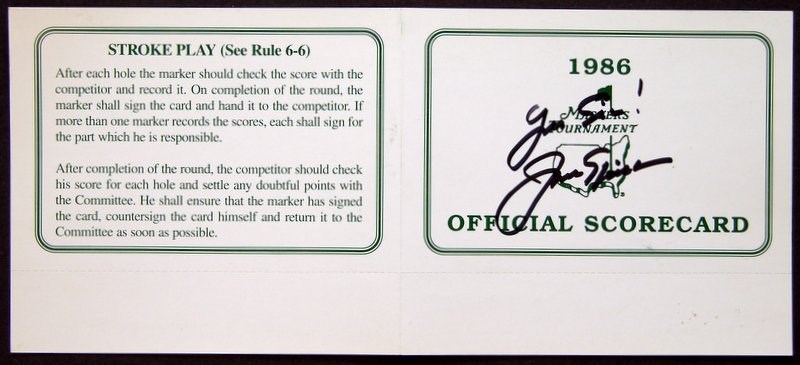 STROKE PLAY (See Rule 6-6)
After each hole the marker should check the score with the
competitor and record it. On completion of the round, the
marker shall sign the card and hand it to the competitor. If
more than one marker records the scores, each shall sign for
the part which he is responsible.
After completion of the round, the competitor should check
his score for each hole and settle any doubtful points with
the Committee. He shall ensure that the marker has signed
the card, countersign the card himself and return it to the
Committee as soon as possible.
1986
Yes Sir!
MASTERS
TOURNAMENT
OFFICIAL SCORECARD